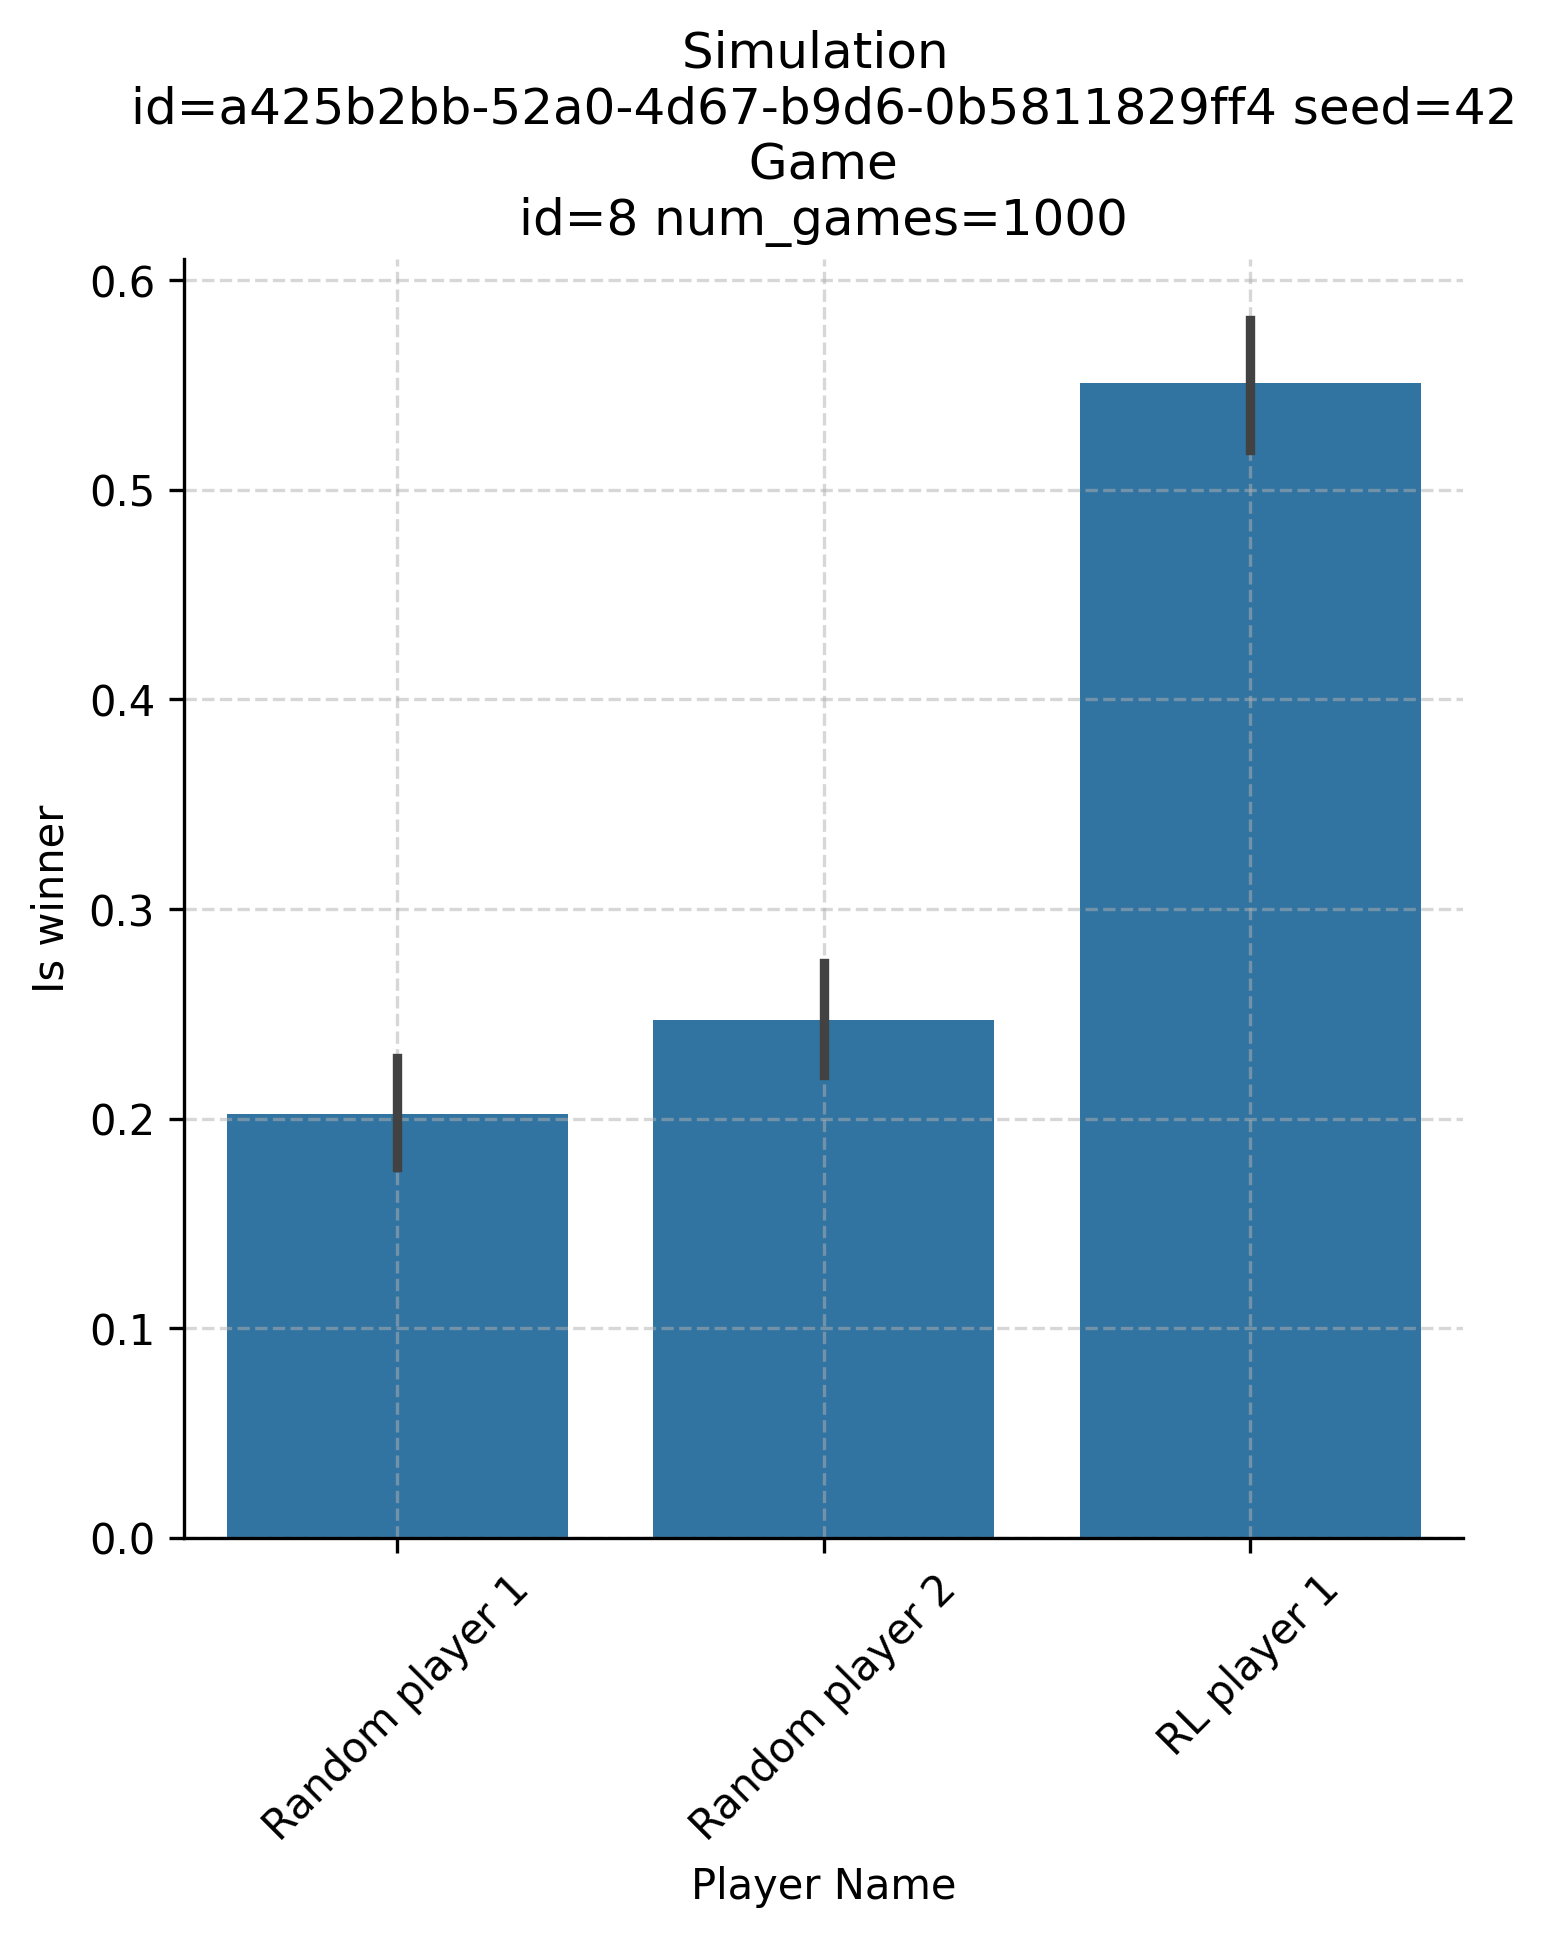 Simulation
id=a425b2bb-52a0-4d67-b9d6-0b5811829ff4 seed=42
Game
id=8 num_games=1000
0.6
0.5
0.4
0.3
0.2
0.1
0.0
Is winner
Random player 1
Random player 2
RL player 1
Player Name